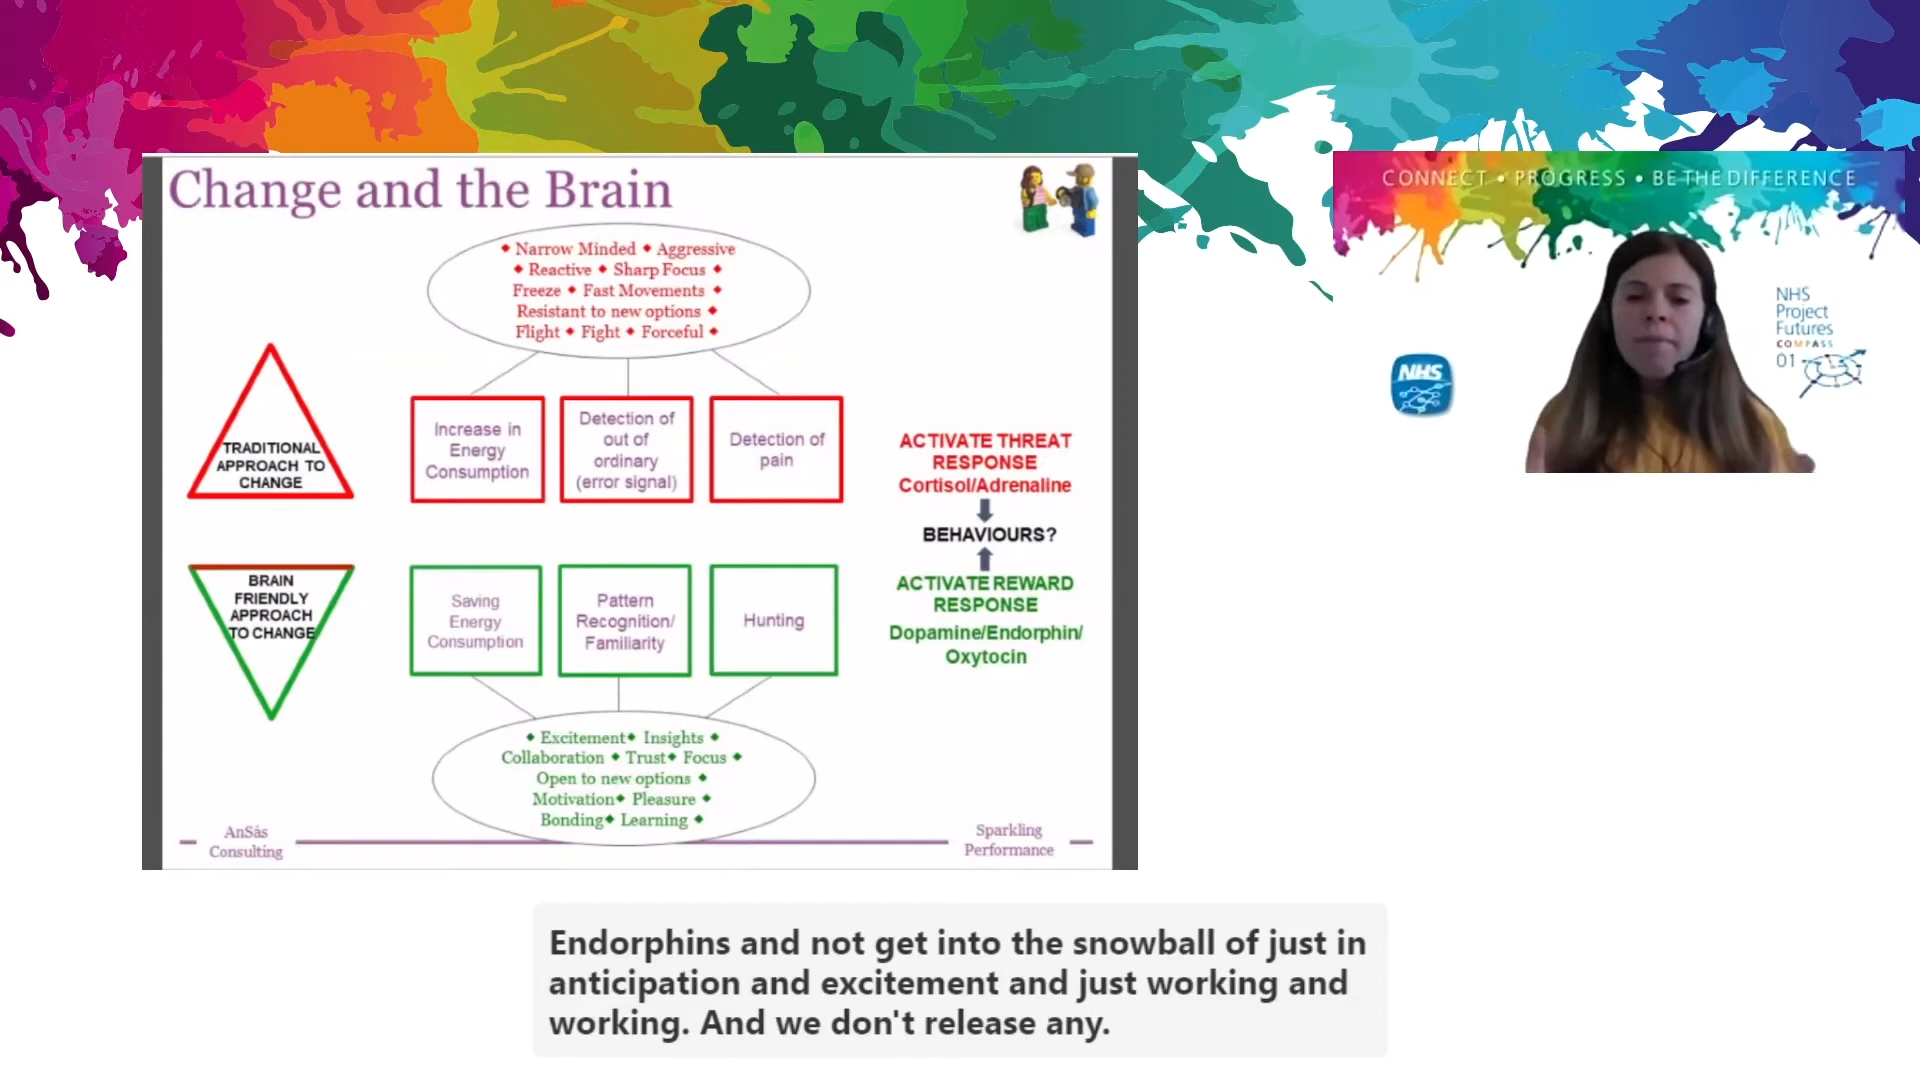 Change and the Brain
◆ Narrow Minded ◆ Aggressive
◆ Reactive ◆ Sharp Focus ◆
Freeze ◆ Fast Movements ◆
Resistant to new options ◆
Flight ◆ Fight ◆ Forceful ◆
TRADITIONAL
APPROACH TO
CHANGE
Increase in
Energy
Consumption
Detection of
out of
ordinary
(error signal)
Detection of
pain
ACTIVATE THREAT
RESPONSE
Cortisol/Adrenaline
BEHAVIOURS?
ACTIVATE REWARD
RESPONSE
Dopamine/Endorphin/
Oxytocin
BRAIN
FRIENDLY
APPROACH
TO CHANGE
Saving
Energy
Consumption
Pattern
Recognition/
Familiarity
Hunting
◆ Excitement◆ Insights ◆
Collaboration ◆ Trust◆ Focus ◆
Open to new options ◆
Motivation◆ Pleasure ◆
Bonding◆ Learning ◆
AnSás
Consulting
Sparkling
Performance
CONNECT • PROGRESS • BE THE DIFFERENCE
NHS
NHS
Project
Futures
COMPASS
01
Endorphins and not get into the snowball of just in
anticipation and excitement and just working and
working. And we don't release any.